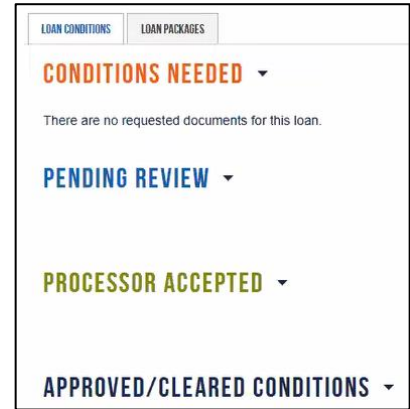 LOAN CONDITIONS LOAN PACKAGES
CONDITIONS NEEDED
There are no requested documents for this loan.
PENDING REVIEW
PROCESSOR ACCEPTED
APPROVED/CLEARED CONDITIONS